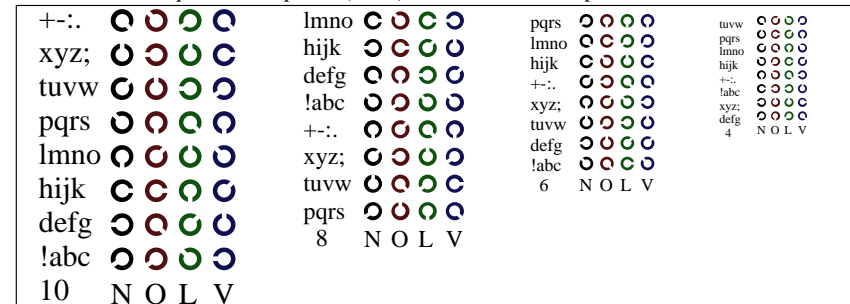 +-:.
xyz;
tuvw
pqrs
lmno
hijk
defg
!abc
10 N O L V
lmno
hijk
defg
!abc
+-:.
xyz;
tuvw
pqrs
8 N O L V
pqrs
lmno
hijk
+-:.
xyz;
tuvw
defg
!abc
6 N O L V
tuvw
pqrs
lmno
hijk
+-:.
!abc
xyz;
defg
4 N O L V